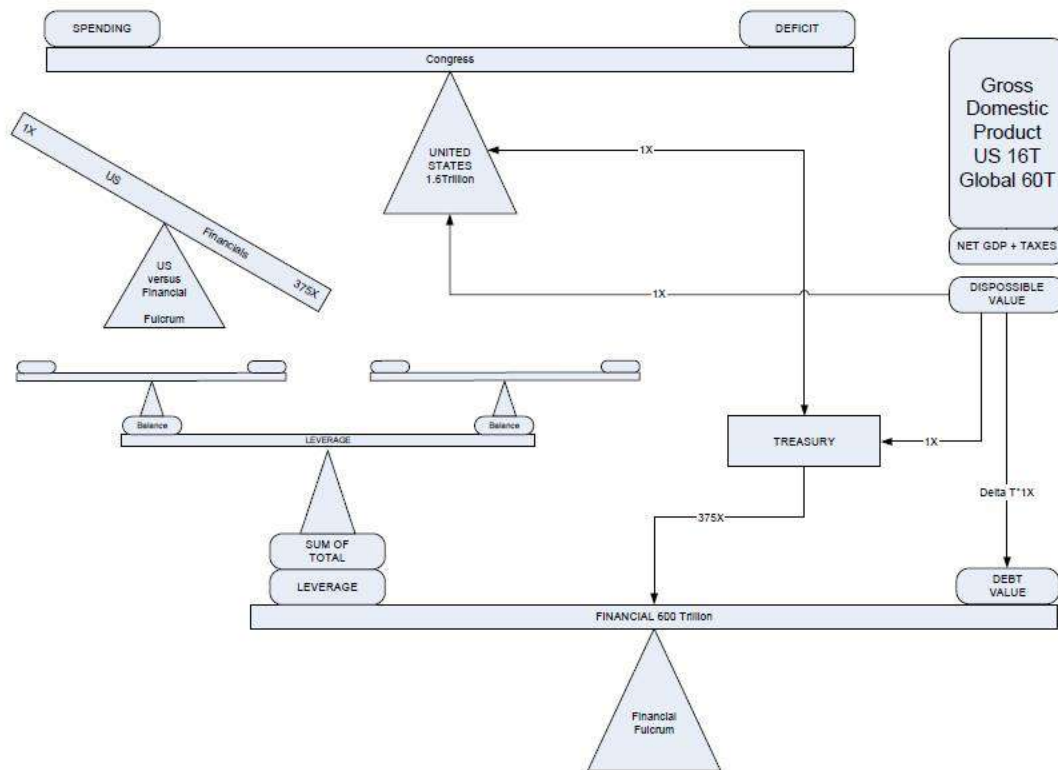 SPENDING
DEFICIT
Congress
Gross
Domestic
Product
US 16T
Global 60T
1X
US
Financials
375X
UNITED
STATES
1.6Trillion
1X
NET GDP + TAXES
US
versus
Financial
Fulcrum
1X
DISPOSSIBLE
VALUE
Balance
Balance
LEVERAGE
TREASURY
1X
Delta T*1X
375X
SUM OF
TOTAL
LEVERAGE
DEBT
VALUE
FINANCIAL 600 Trillion
Financial
Fulcrum